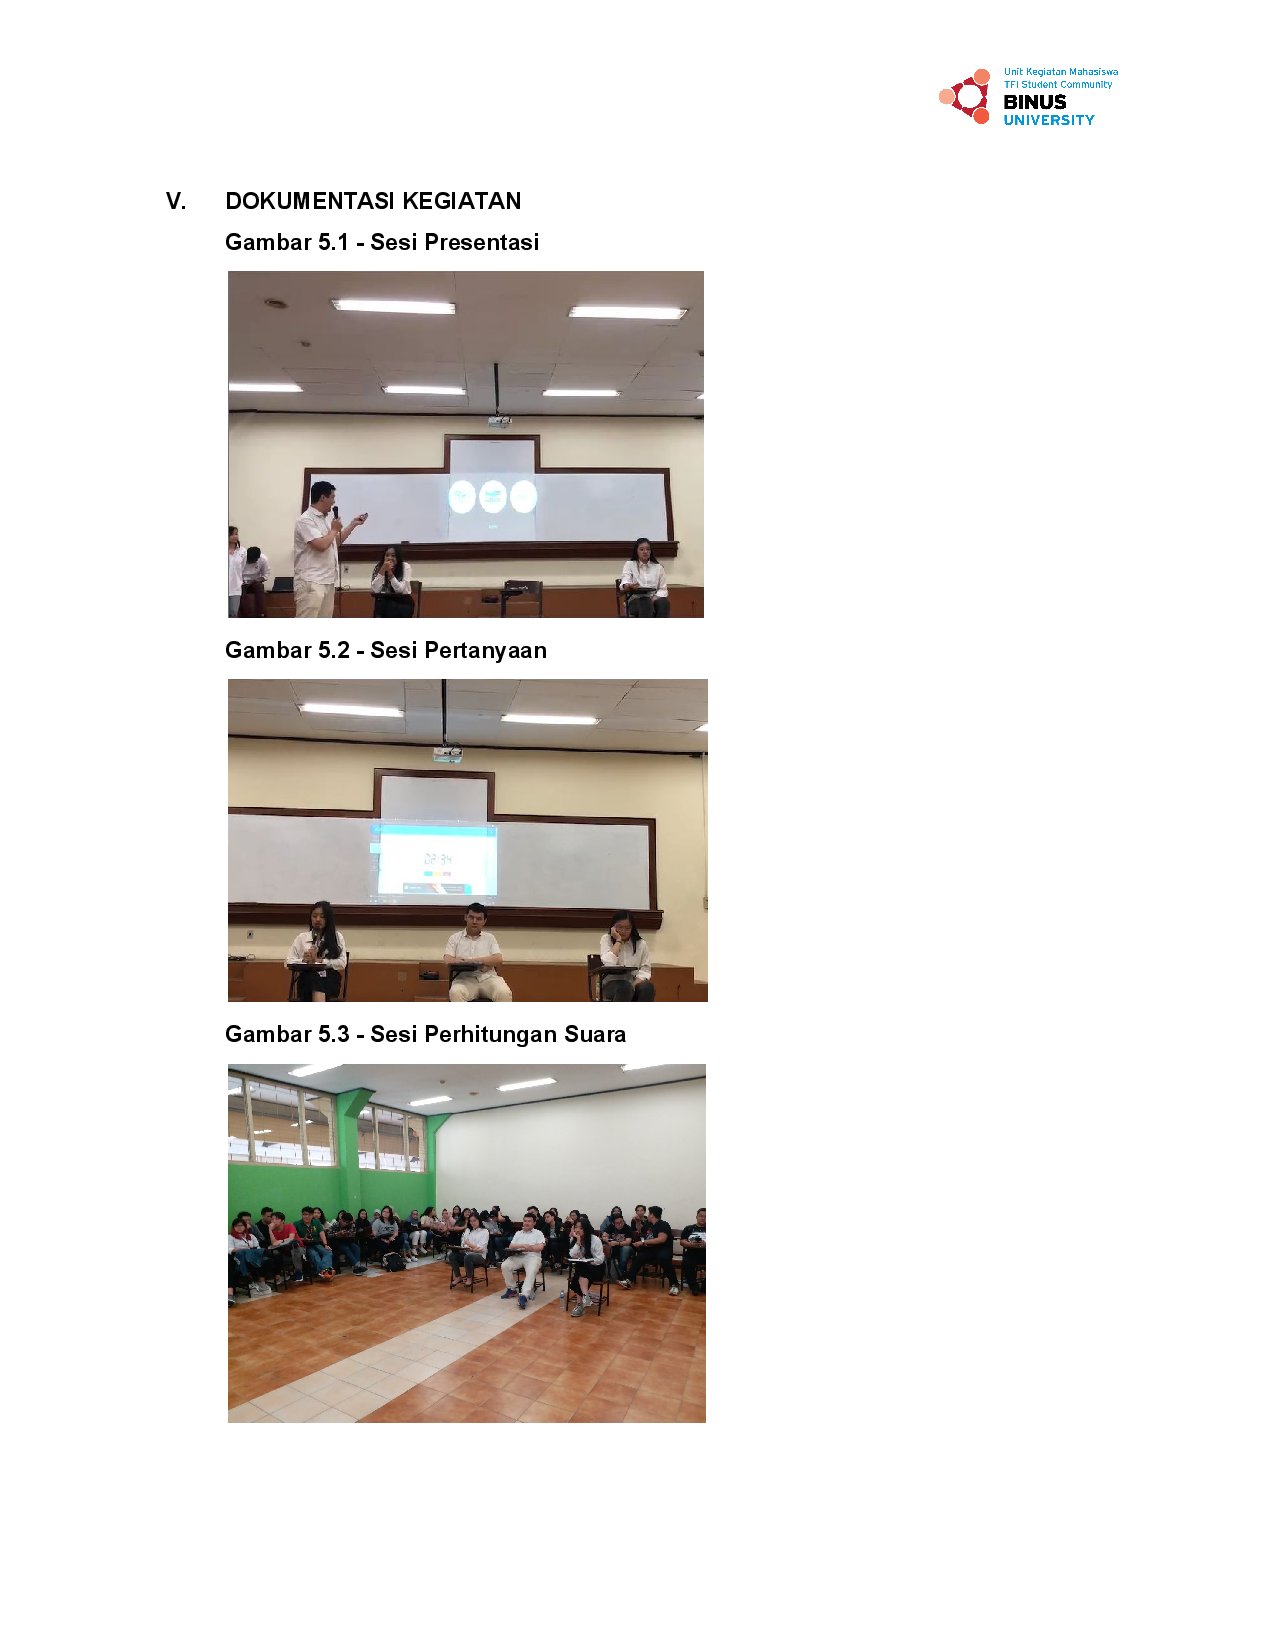 Unit Kegiatan Mahasiswa
TFI Student Community
BINUS
UNIVERSITY
V. DOKUMENTASI KEGIATAN
Gambar 5.1 - Sesi Presentasi
Gambar 5.2 - Sesi Pertanyaan
02:34
Gambar 5.3 - Sesi Perhitungan Suara